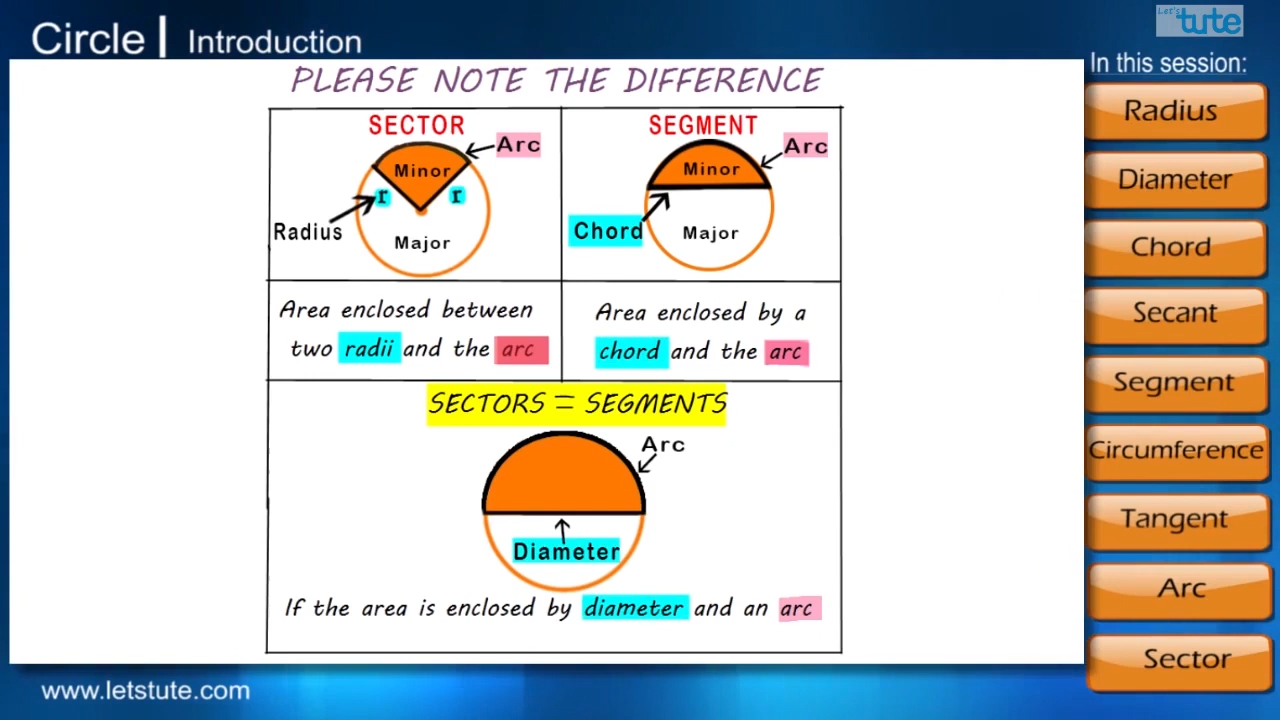 Circle | Introduction
Let's
tute
PLEASE NOTE THE DIFFERENCE
SECTOR
Arc
Minor
r r
Radius
Major
SEGMENT
Arc
Minor
Chord
Major
Area enclosed between
two radii and the arc
Area enclosed by a
chord and the arc
SECTORS = SEGMENTS
Arc
Diameter
If the area is enclosed by diameter and an arc
In this session:
Radius
Diameter
Chord
Secant
Segment
Circumference
Tangent
Arc
Sector
www.letstute.com